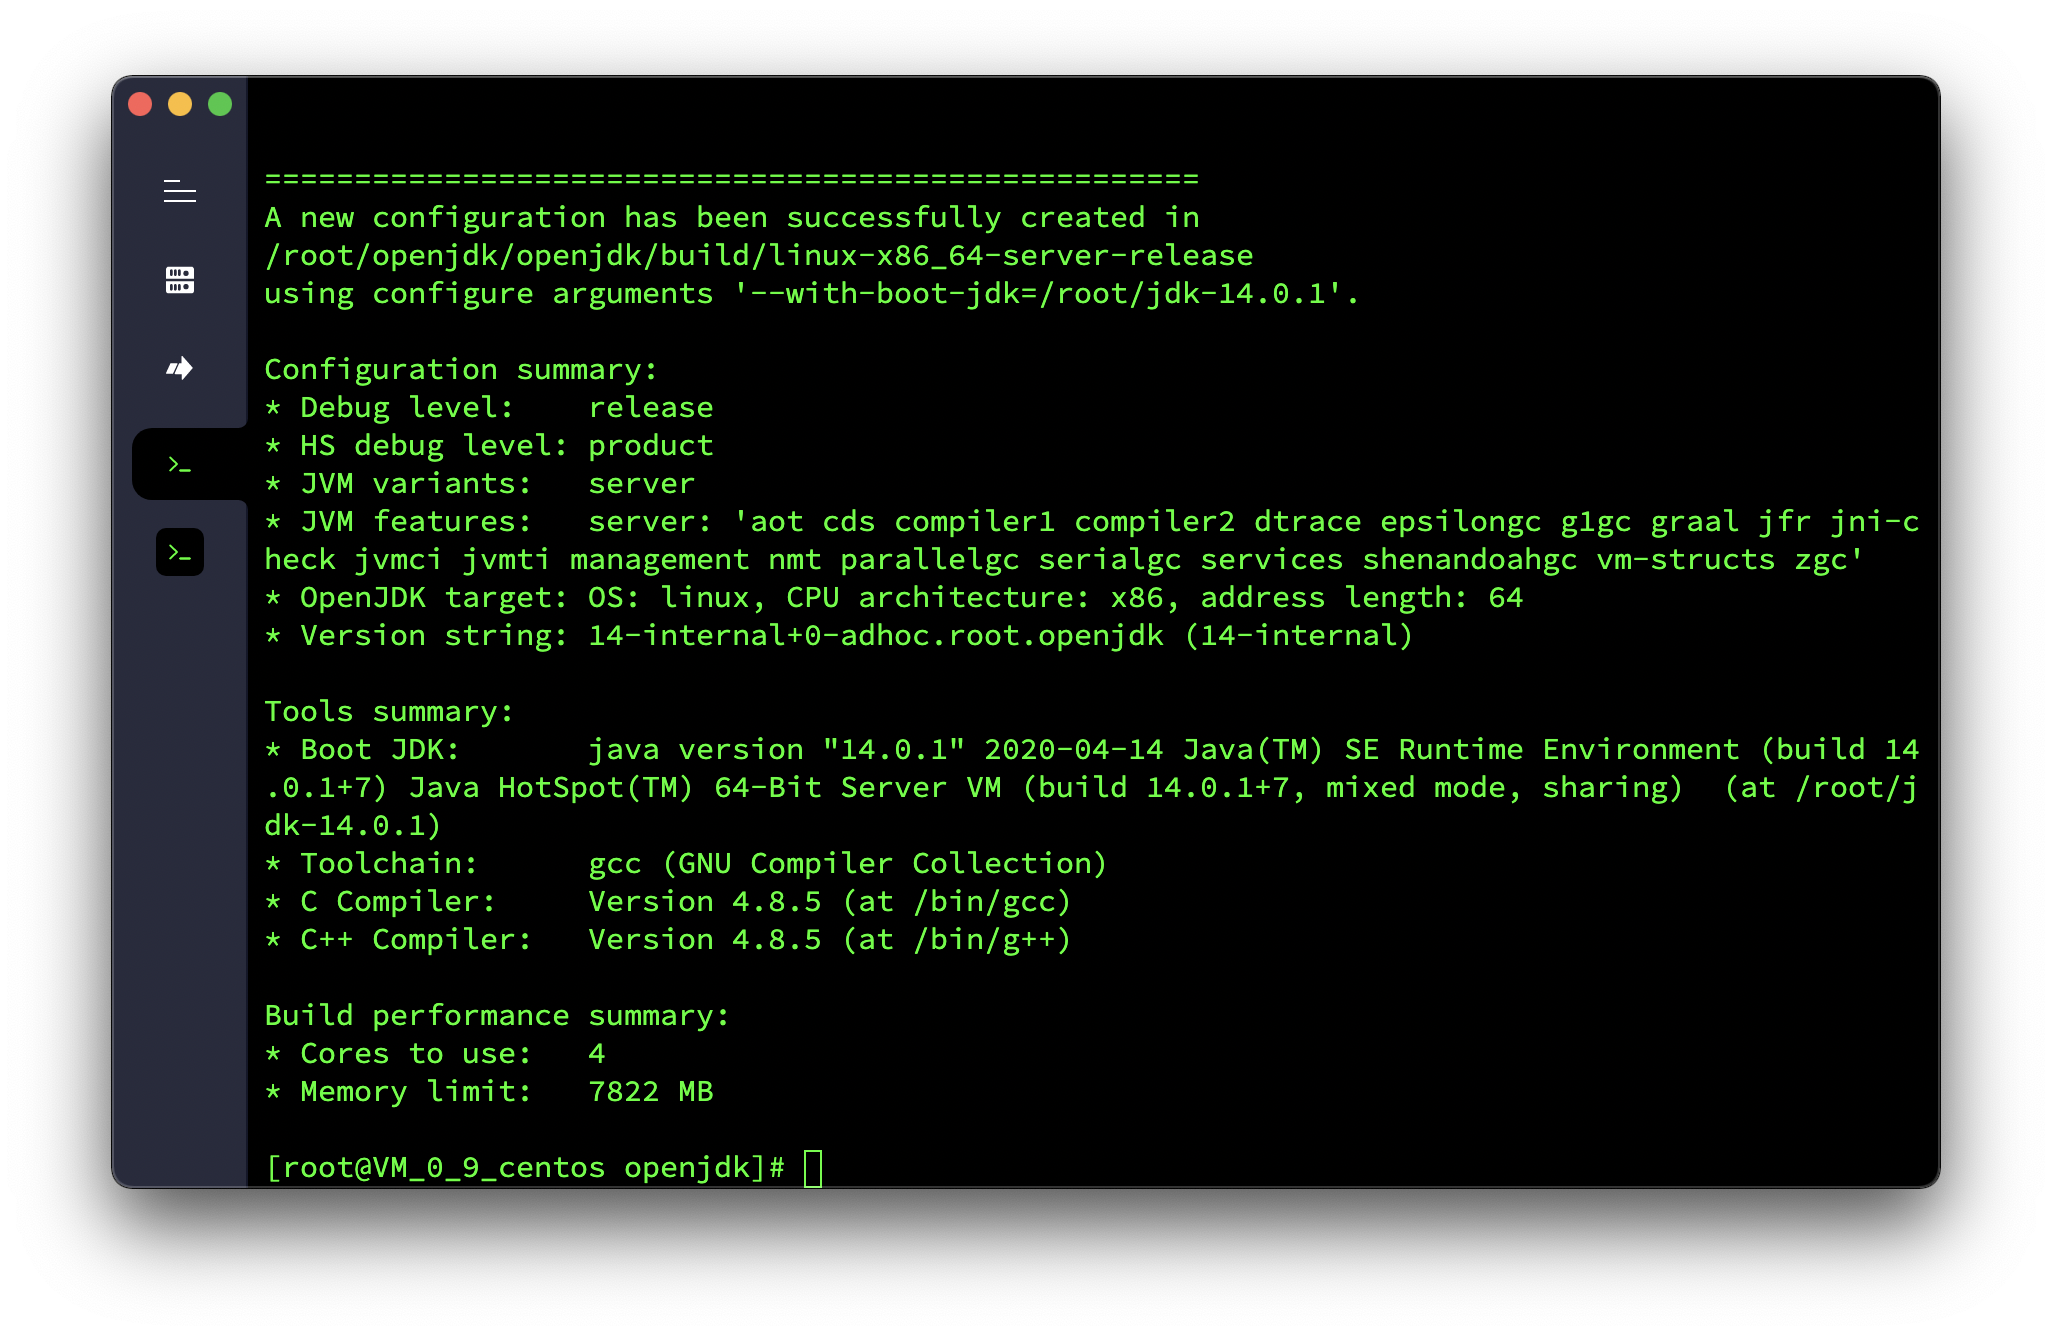 ====================================================
A new configuration has been successfully created in
/root/openjdk/openjdk/build/linux-x86_64-server-release
using configure arguments '--with-boot-jdk=/root/jdk-14.0.1'.

Configuration summary:
* Debug level:    release
* HS debug level: product
* JVM variants:   server
* JVM features:   server: 'aot cds compiler1 compiler2 dtrace epsilongc g1gc graal jfr jni-c
heck jvmci jvmti management nmt parallelgc serialgc services shenandoahgc vm-structs zgc'
* OpenJDK target: OS: linux, CPU architecture: x86, address length: 64
* Version string: 14-internal+0-adhoc.root.openjdk (14-internal)

Tools summary:
* Boot JDK:       java version "14.0.1" 2020-04-14 Java(TM) SE Runtime Environment (build 14
.0.1+7) Java HotSpot(TM) 64-Bit Server VM (build 14.0.1+7, mixed mode, sharing)  (at /root/j
dk-14.0.1)
* Toolchain:      gcc (GNU Compiler Collection)
* C Compiler:     Version 4.8.5 (at /bin/gcc)
* C++ Compiler:   Version 4.8.5 (at /bin/g++)

Build performance summary:
* Cores to use:   4
* Memory limit:   7822 MB

[root@VM_0_9_centos openjdk]#